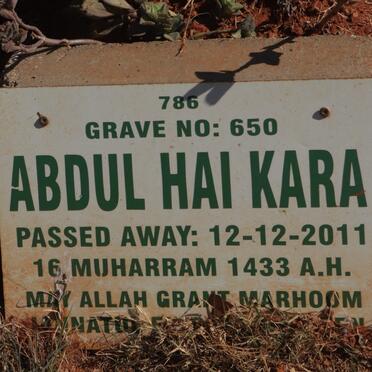 786
GRAVE NO: 650
ABDUL HAI KARA
PASSED AWAY: 12-12-2011
16 MUHARRAM 1433 A.H.
MAY ALLAH GRANT MARHOOM